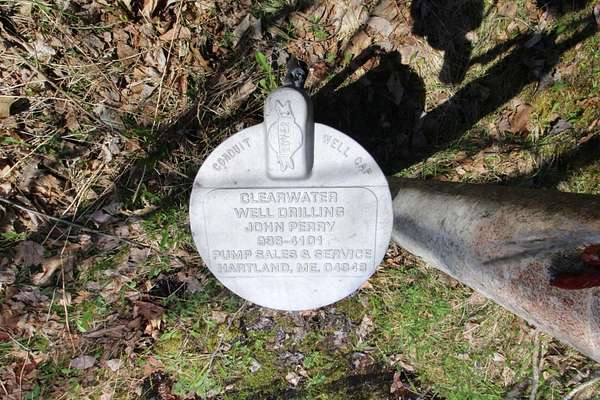 CONDUIT WELL CAP
CLEARWATER
WELL DRILLING
JOHN PERRY
938-4101
PUMP SALES & SERVICE
HARTLAND, ME. 04943